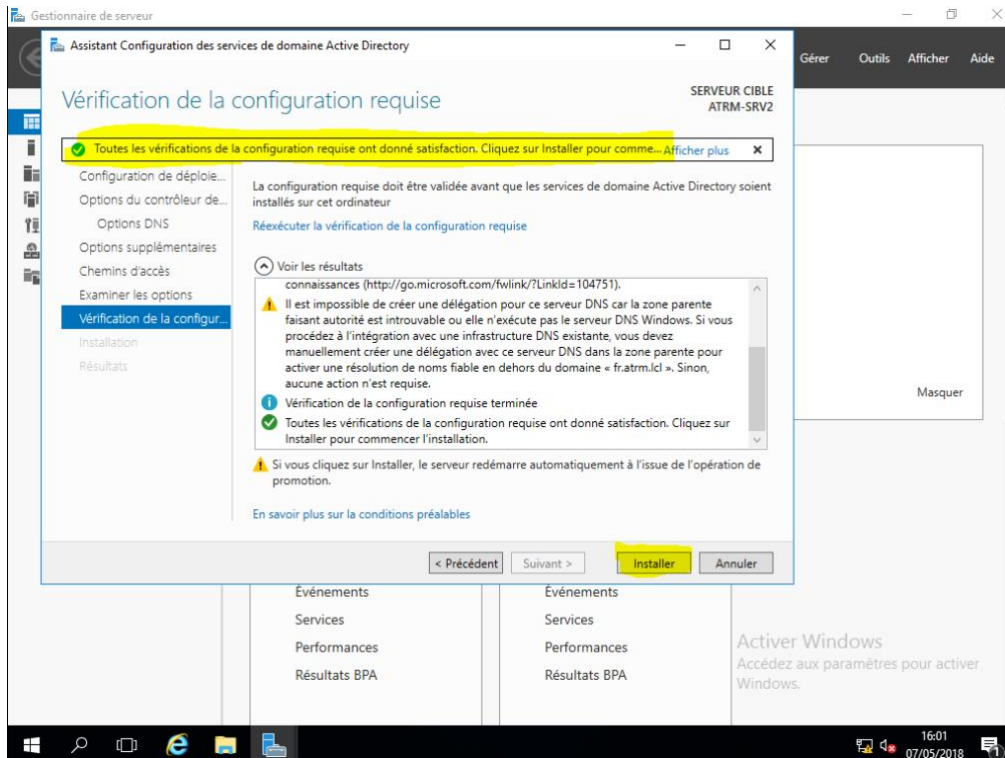 Gestionnaire de serveur
Assistant Configuration des services de domaine Active Directory
Gérer Outils Afficher Aide
Vérification de la configuration requise
SERVEUR CIBLE
ATRM-SRV2
Toutes les vérifications de la configuration requise ont donné satisfaction. Cliquez sur Installer pour comme... Afficher plus
Configuration de déploie...
Options du contrôleur de...
Options DNS
Options supplémentaires
Chemins d'accès
Examiner les options
Vérification de la configur...
Installation
Résultats
La configuration requise doit être validée avant que les services de domaine Active Directory soient
installés sur cet ordinateur
Réexécuter la vérification de la configuration requise
Voir les résultats
connaissances (http://go.microsoft.com/fwlink/?LinkId=104751).
Il est impossible de créer une délégation pour ce serveur DNS car la zone parente
faisant autorité est introuvable ou elle n'exécute pas le serveur DNS Windows. Si vous
procédez à l'intégration avec une infrastructure DNS existante, vous devez
manuellement créer une délégation avec ce serveur DNS dans la zone parente pour
activer une résolution de noms fiable en dehors du domaine « fr.atrm.lcl ». Sinon,
aucune action n'est requise.
Vérification de la configuration requise terminée
Toutes les vérifications de la configuration requise ont donné satisfaction. Cliquez sur
Installer pour commencer l'installation.
Si vous cliquez sur Installer, le serveur redémarre automatiquement à l'issue de l'opération de
promotion.
En savoir plus sur la conditions préalables
< Précédent Suivant > Installer Annuler
Masquer
Événements Événements
Services Services
Performances Performances
Résultats BPA Résultats BPA
Activer Windows
Accédez aux paramètres pour activer
Windows.
16:01
07/05/2018
1